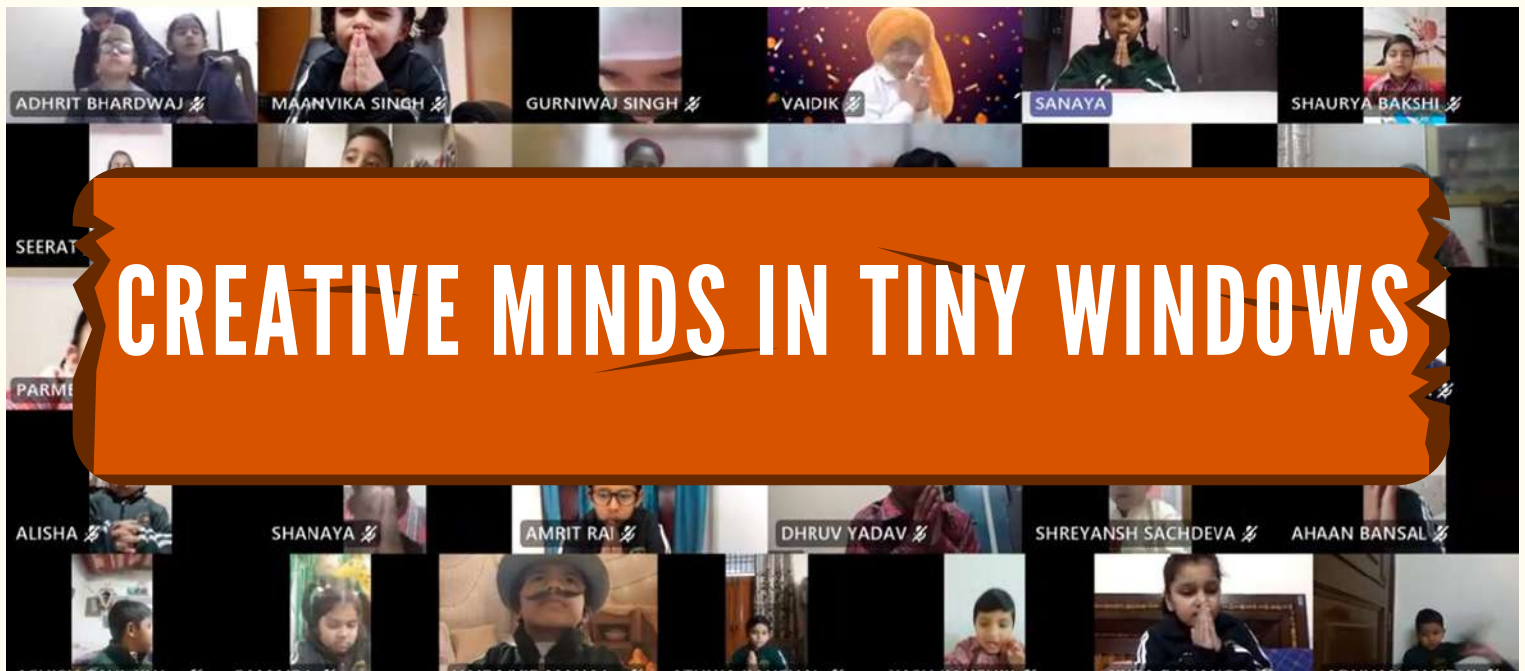 ADHRIT BHARDWAJ
MAANVIKA SINGH
GURNIWAJ SINGH
VAIDIK
SANAYA
SHAURYA BAKSHI
SEERAT
CREATIVE MINDS IN TINY WINDOWS
ALISHA
SHANAYA
AMRIT RAI
DHRUV YADAV
SHREYANSH SACHDEVA
AHAAN BANSAL